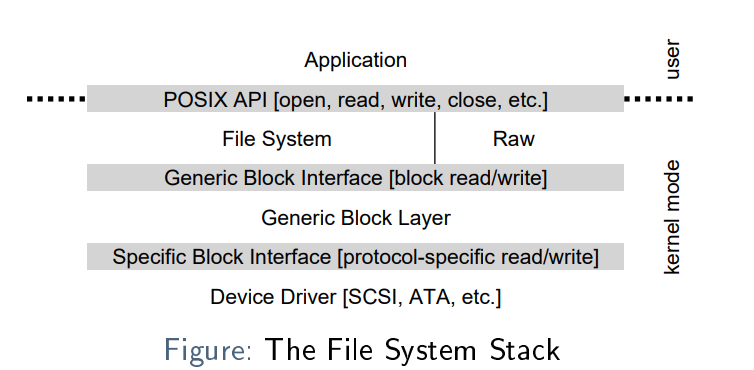 Application
user
POSIX API [open, read, write, close, etc.]
File System
Raw
Generic Block Interface [block read/write]
Generic Block Layer
kernel mode
Specific Block Interface [protocol-specific read/write]
Device Driver [SCSI, ATA, etc.]
Figure: The File System Stack